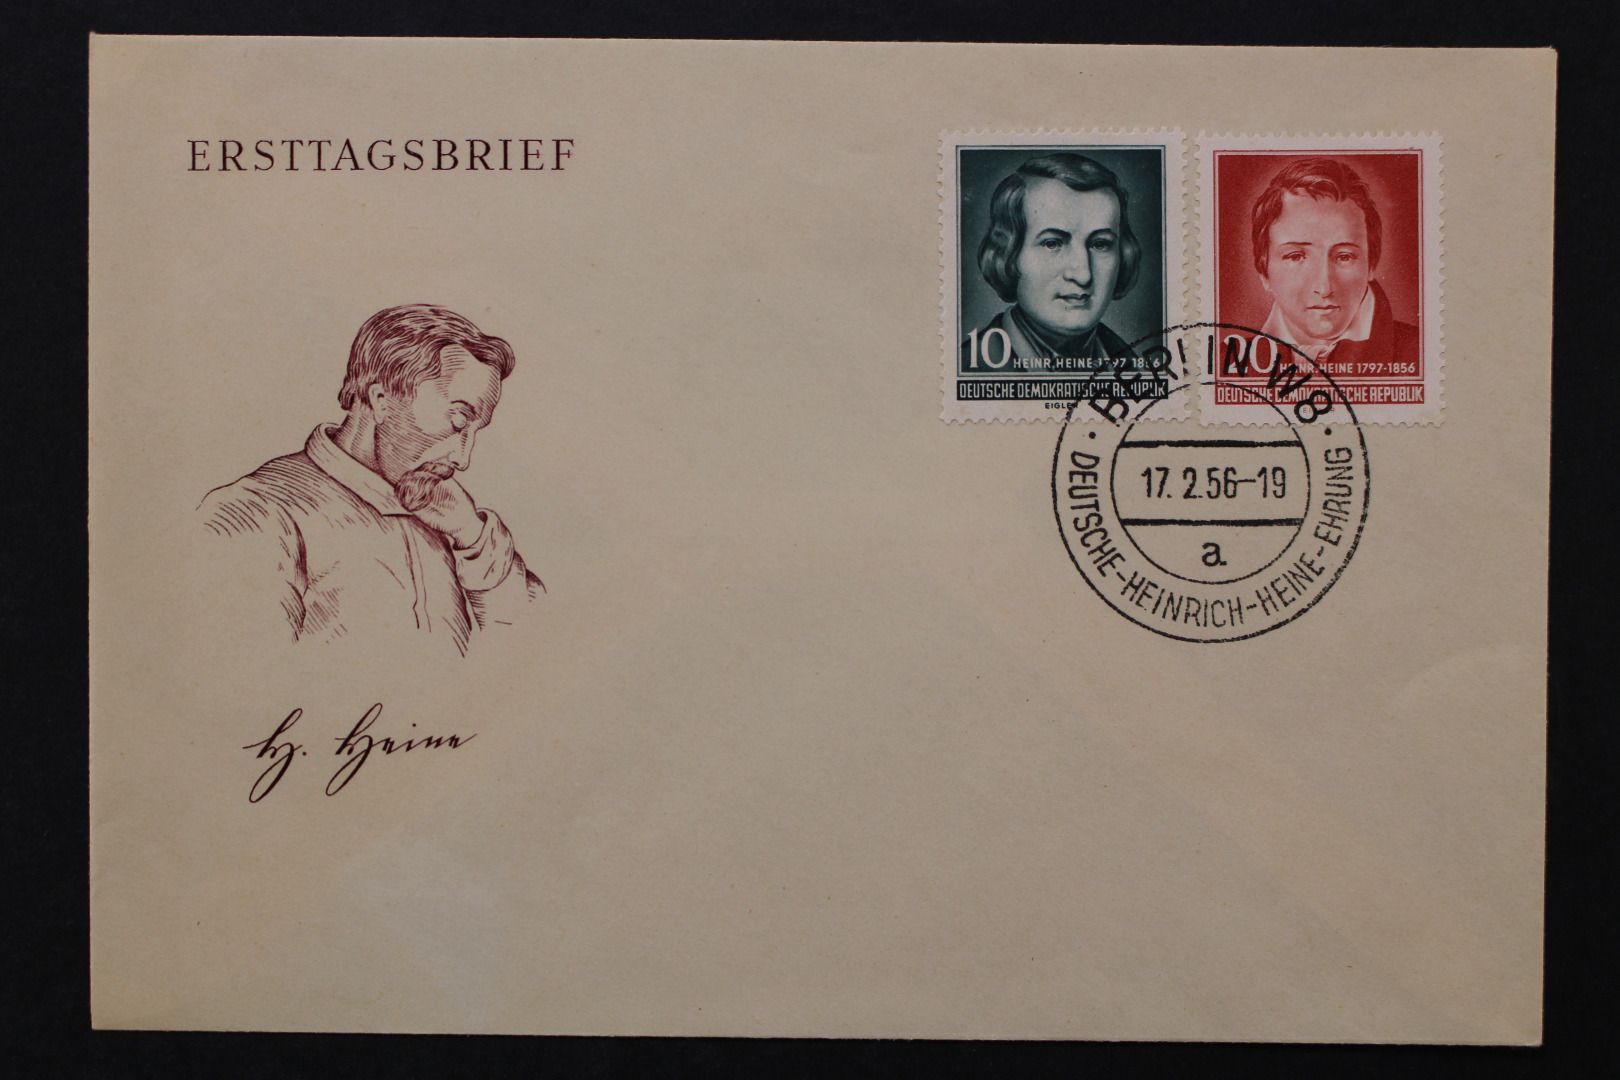 ERSTTAGSBRIEF
10
HEINR. HEINE 1797-1856
DEUTSCHE DEMOKRATISCHE REPUBLIK
EIGLER
20
HEINR. HEINE 1797-1856
DEUTSCHE DEMOKRATISCHE REPUBLIK
BERLIN W8
17. 2.56-19
a
· DEUTSCHE-HEINRICH-HEINE-EHRUNG ·
H. Heine